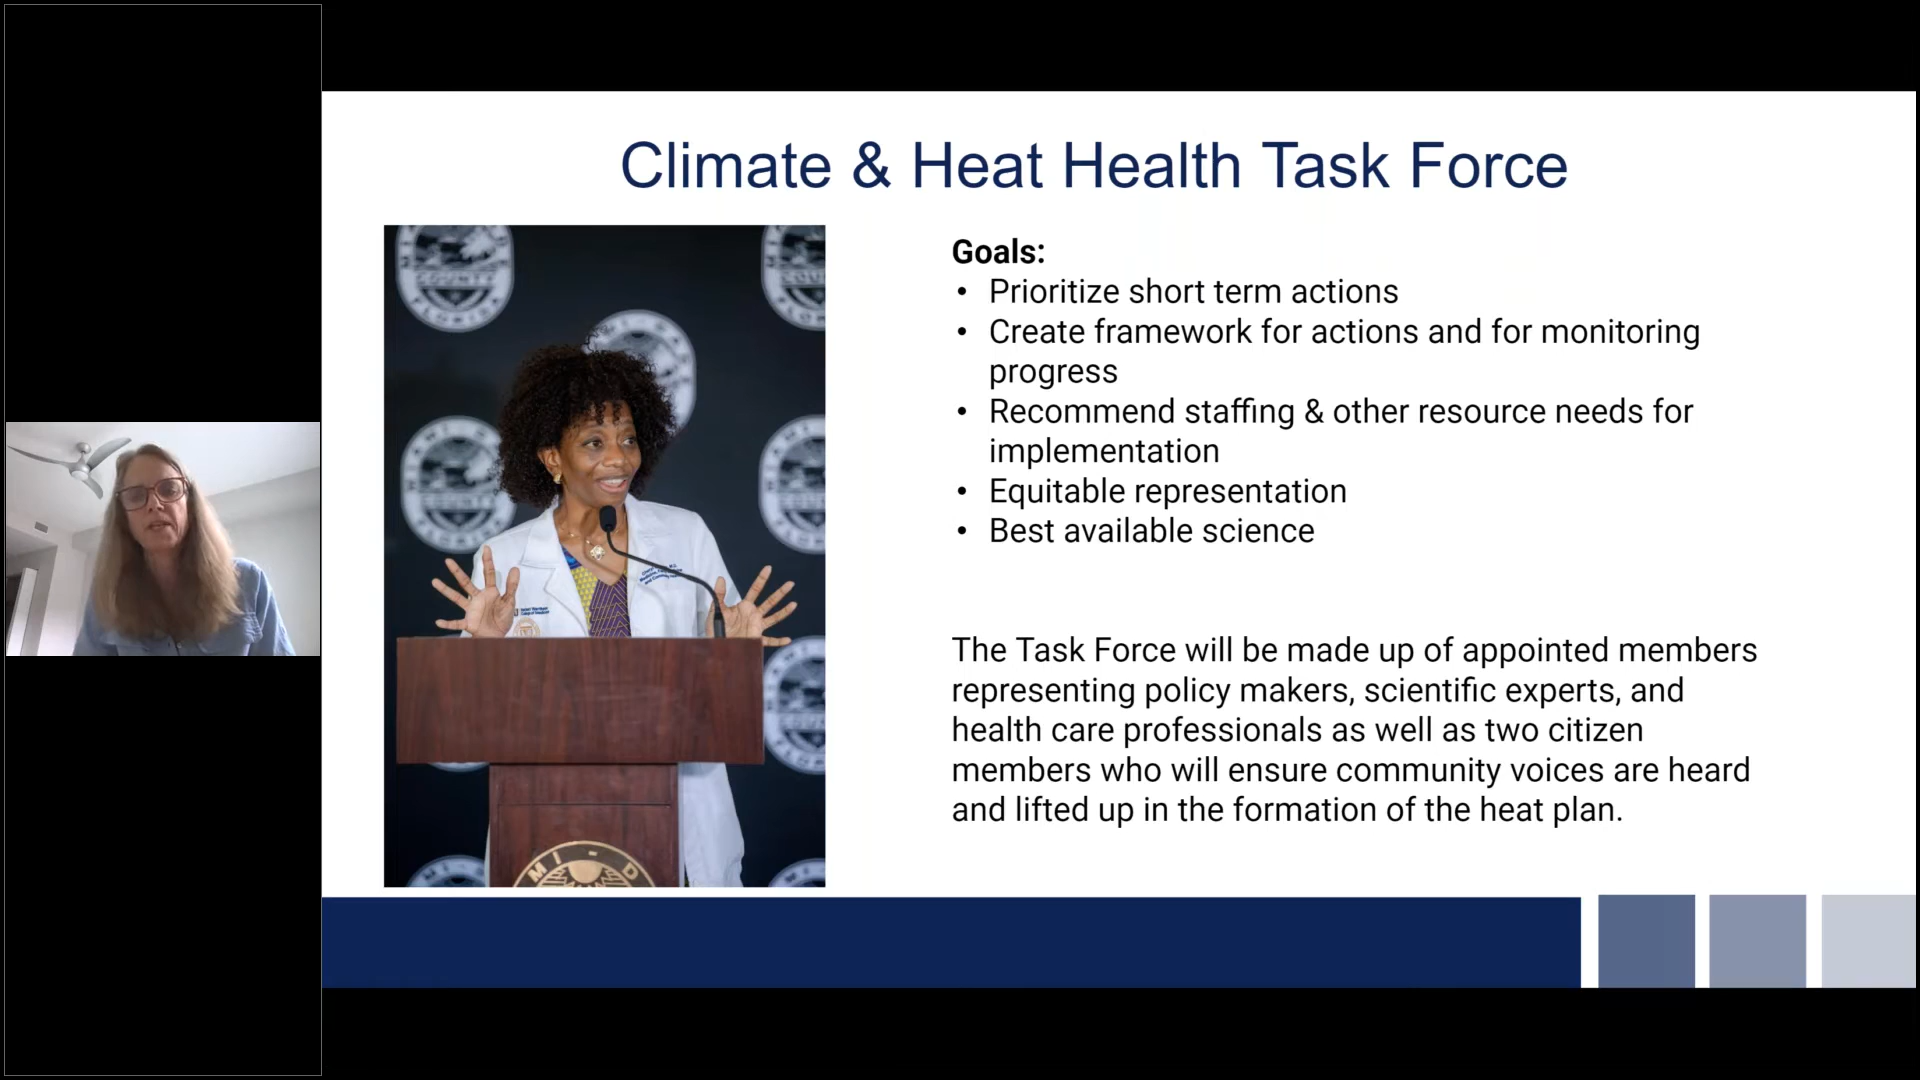 Climate & Heat Health Task Force
Goals:
• Prioritize short term actions
• Create framework for actions and for monitoring
progress
• Recommend staffing & other resource needs for
implementation
• Equitable representation
• Best available science
The Task Force will be made up of appointed members
representing policy makers, scientific experts, and
health care professionals as well as two citizen
members who will ensure community voices are heard
and lifted up in the formation of the heat plan.
COUNTY
FLORIDA
MI-D